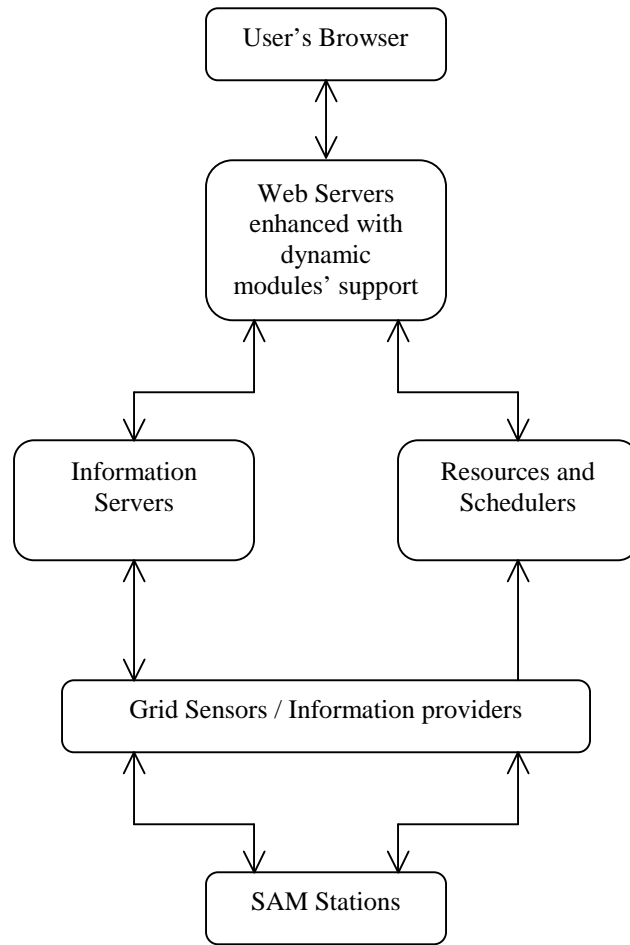 User’s Browser
Web Servers
enhanced with
dynamic
modules’ support
Information
Servers
Resources and
Schedulers
Grid Sensors / Information providers
SAM Stations